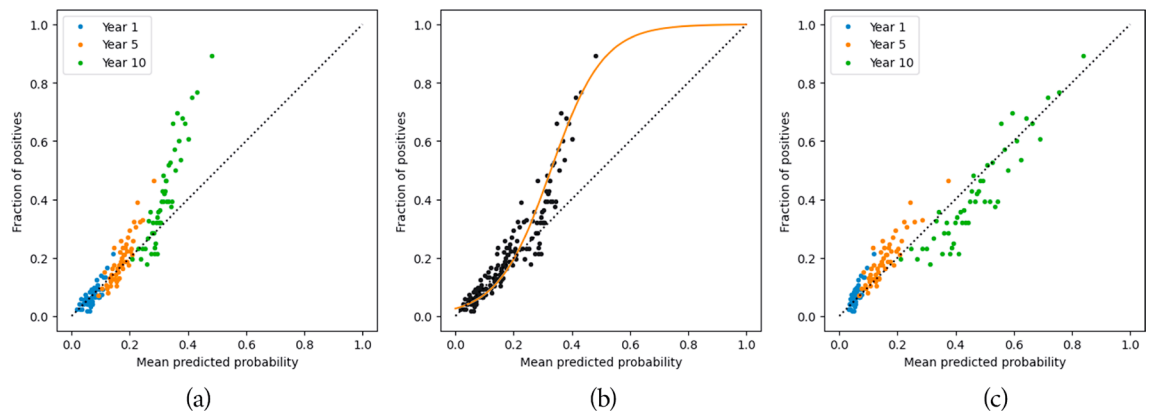 Year 1
Year 5
Year 10
1.0
0.8
0.6
0.4
0.2
0.0
Fraction of positives
0.0 0.2 0.4 0.6 0.8 1.0
Mean predicted probability
(a)
1.0
0.8
0.6
0.4
0.2
0.0
Fraction of positives
0.0 0.2 0.4 0.6 0.8 1.0
Mean predicted probability
(b)
Year 1
Year 5
Year 10
1.0
0.8
0.6
0.4
0.2
0.0
Fraction of positives
0.0 0.2 0.4 0.6 0.8 1.0
Mean predicted probability
(c)